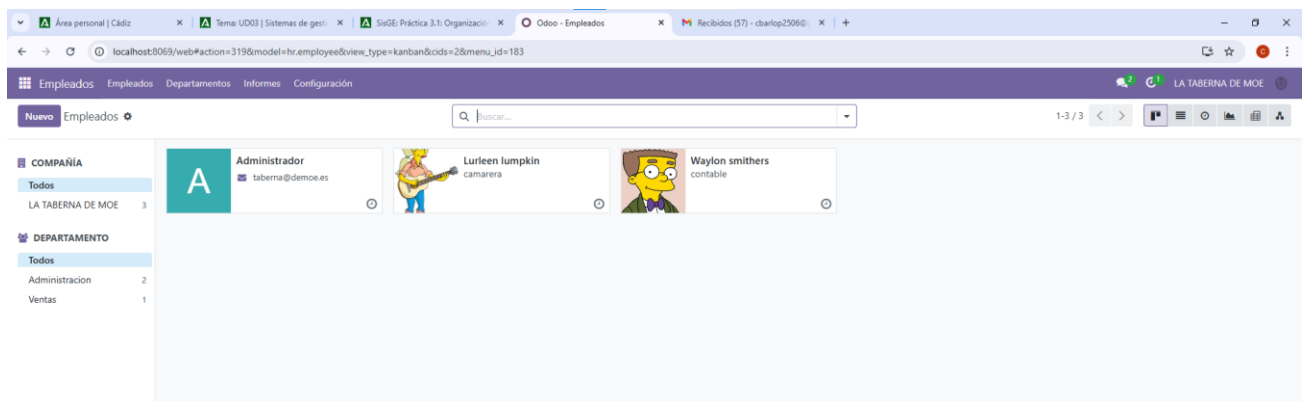 Área personal | Cádiz
Tema: UD03 | Sistemas de gesti
SisGE: Práctica 3.1: Organizació
Odoo - Empleados
Recibidos (57) - cbarlop2506@
localhost:8069/web#action=319&model=hr.employee&view_type=kanban&cids=2&menu_id=183
C
Empleados Empleados Departamentos Informes Configuración
2 1 LA TABERNA DE MOE
Nuevo Empleados
Buscar...
1-3 / 3
COMPAÑÍA
Todos
LA TABERNA DE MOE 3
DEPARTAMENTO
Todos
Administracion 2
Ventas 1
A
Administrador
taberna@demoe.es
Lurleen lumpkin
camarera
Waylon smithers
contable